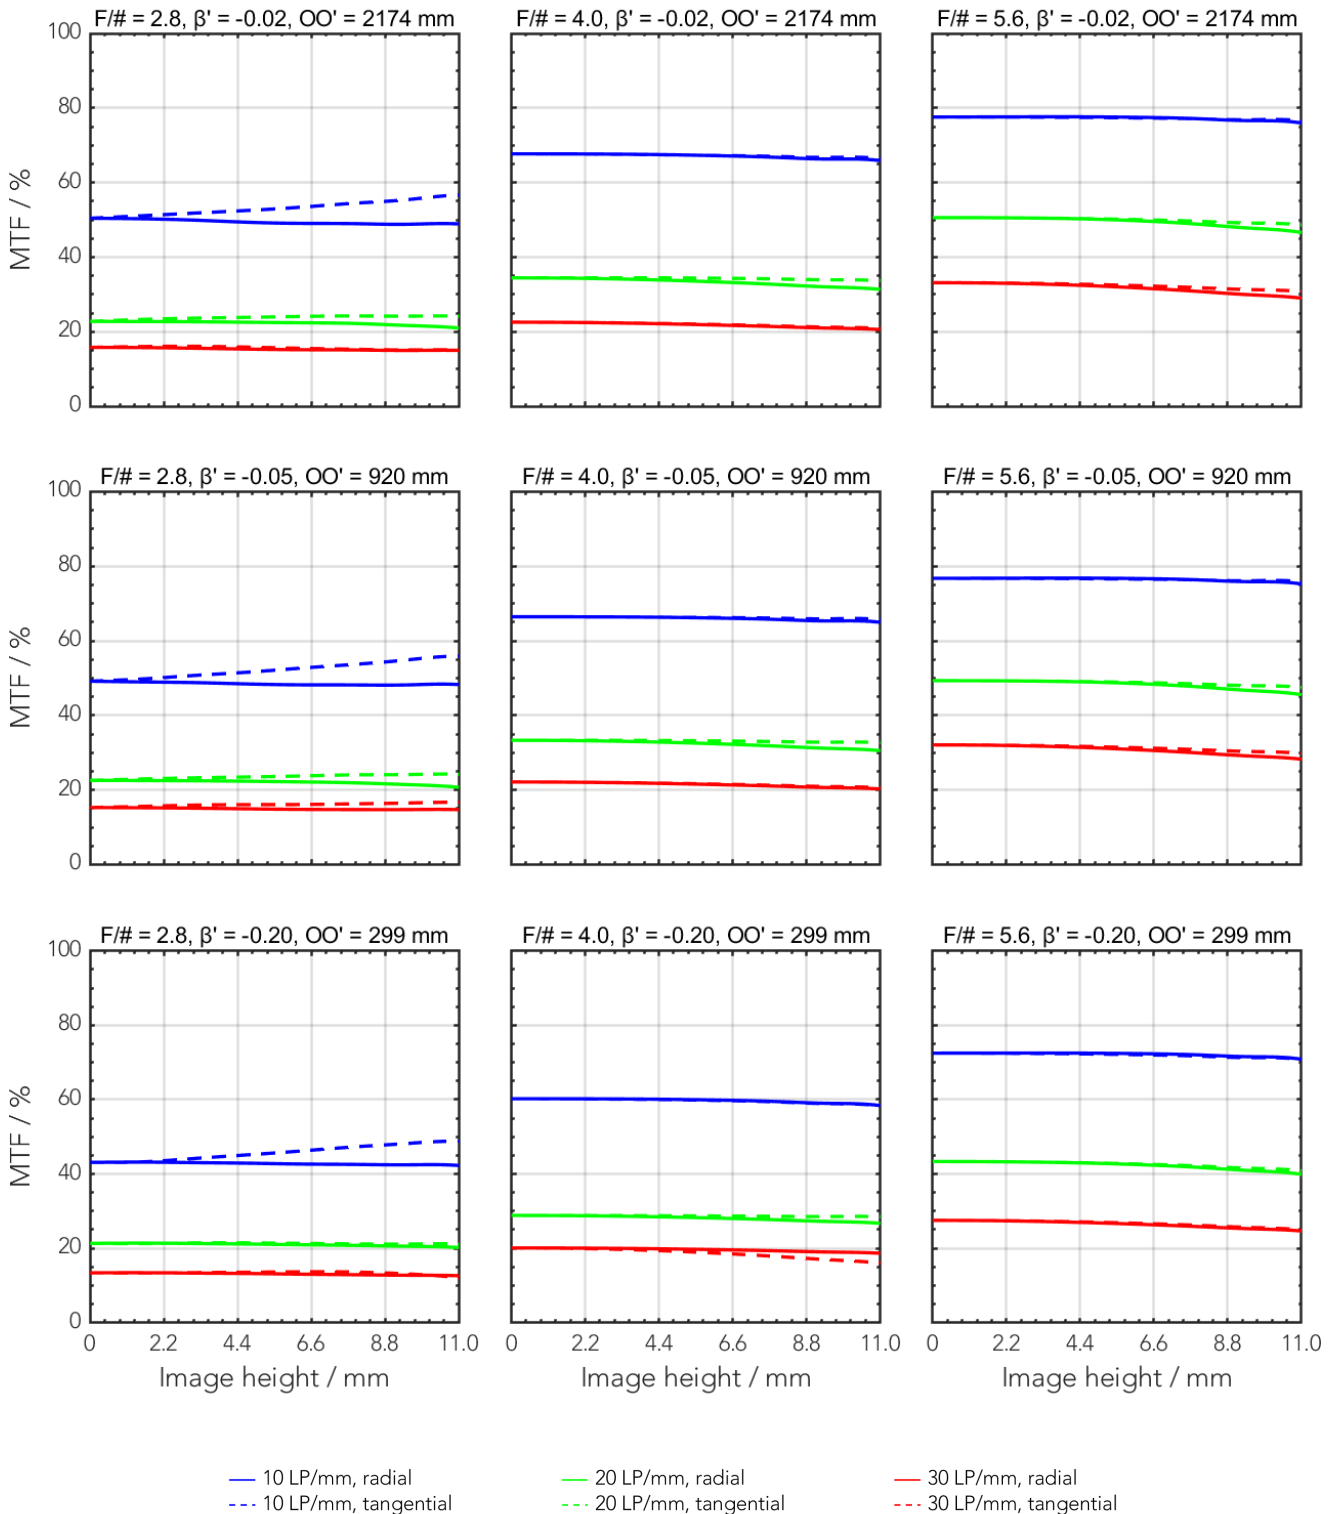 F/# = 2.8, β' = -0.02, OO' = 2174 mm
F/# = 4.0, β' = -0.02, OO' = 2174 mm
F/# = 5.6, β' = -0.02, OO' = 2174 mm
100
80
60
40
20
0
MTF / %
F/# = 2.8, β' = -0.05, OO' = 920 mm
F/# = 4.0, β' = -0.05, OO' = 920 mm
F/# = 5.6, β' = -0.05, OO' = 920 mm
100
80
60
40
20
0
MTF / %
F/# = 2.8, β' = -0.20, OO' = 299 mm
F/# = 4.0, β' = -0.20, OO' = 299 mm
F/# = 5.6, β' = -0.20, OO' = 299 mm
100
80
60
40
20
0
MTF / %
0 2.2 4.4 6.6 8.8 11.0
0 2.2 4.4 6.6 8.8 11.0
0 2.2 4.4 6.6 8.8 11.0
Image height / mm
Image height / mm
Image height / mm
10 LP/mm, radial
20 LP/mm, radial
30 LP/mm, radial
10 LP/mm, tangential
20 LP/mm, tangential
30 LP/mm, tangential